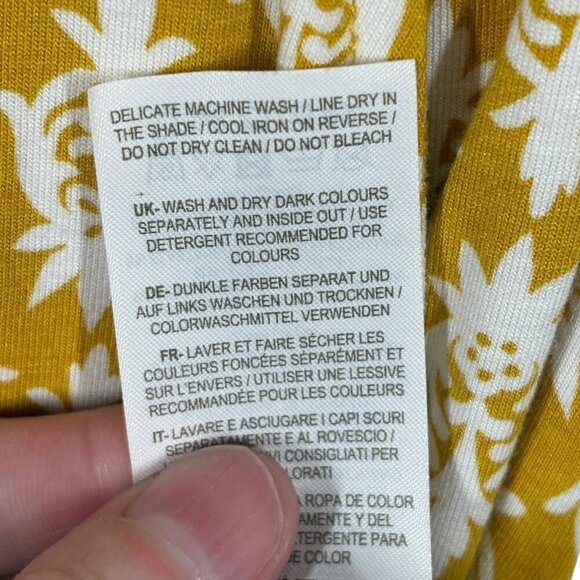 DELICATE MACHINE WASH / LINE DRY IN
THE SHADE / COOL IRON ON REVERSE /
DO NOT DRY CLEAN / DO NOT BLEACH
UK- WASH AND DRY DARK COLOURS
SEPARATELY AND INSIDE OUT / USE
DETERGENT RECOMMENDED FOR
COLOURS
DE- DUNKLE FARBEN SEPARAT UND
AUF LINKS WASCHEN UND TROCKNEN /
COLORWASCHMITTEL VERWENDEN
FR- LAVER ET FAIRE SÉCHER LES
COULEURS FONCÉES SÉPARÉMENT ET
SUR L'ENVERS / UTILISER UNE LESSIVE
RECOMMANDÉE POUR LES COULEURS
IT- LAVARE E ASCIUGARE I CAPI SCURI
SEPARATAMENTE E AL ROVESCIO /
CONSIGLIATI PER
A ROPA DE COLOR
Y DEL
PARA
DE COLOR